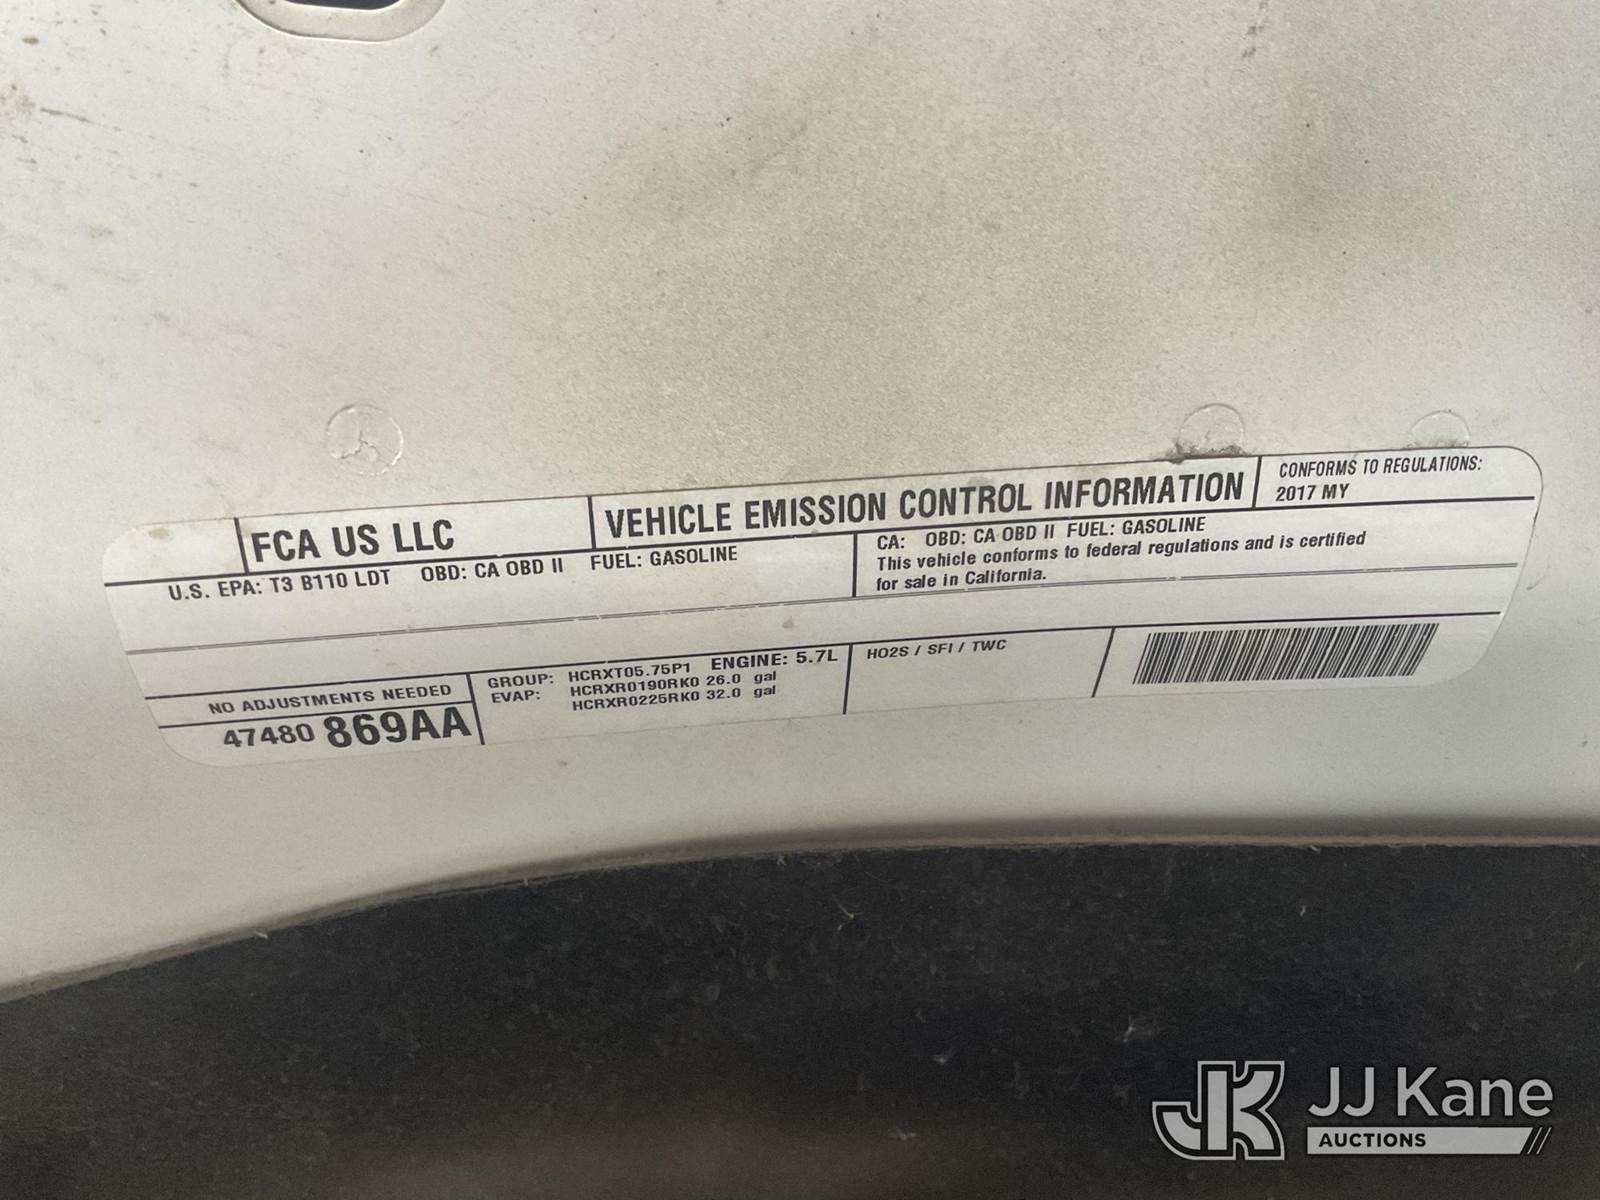 FCA US LLC
VEHICLE EMISSION CONTROL INFORMATION
CONFORMS TO REGULATIONS:
2017 MY
U.S. EPA: T3 B110 LDT OBD: CA OBD II FUEL: GASOLINE
CA: OBD: CA OBD II FUEL: GASOLINE
This vehicle conforms to federal regulations and is certified
for sale in California.
NO ADJUSTMENTS NEEDED
47480 869AA
GROUP: HCRXT05.75P1 ENGINE: 5.7L
EVAP: HCRXR0190RK0 26.0 gal
HCRXR0225RK0 32.0 gal
HO2S / SFI / TWC
JK JJ Kane
AUCTIONS